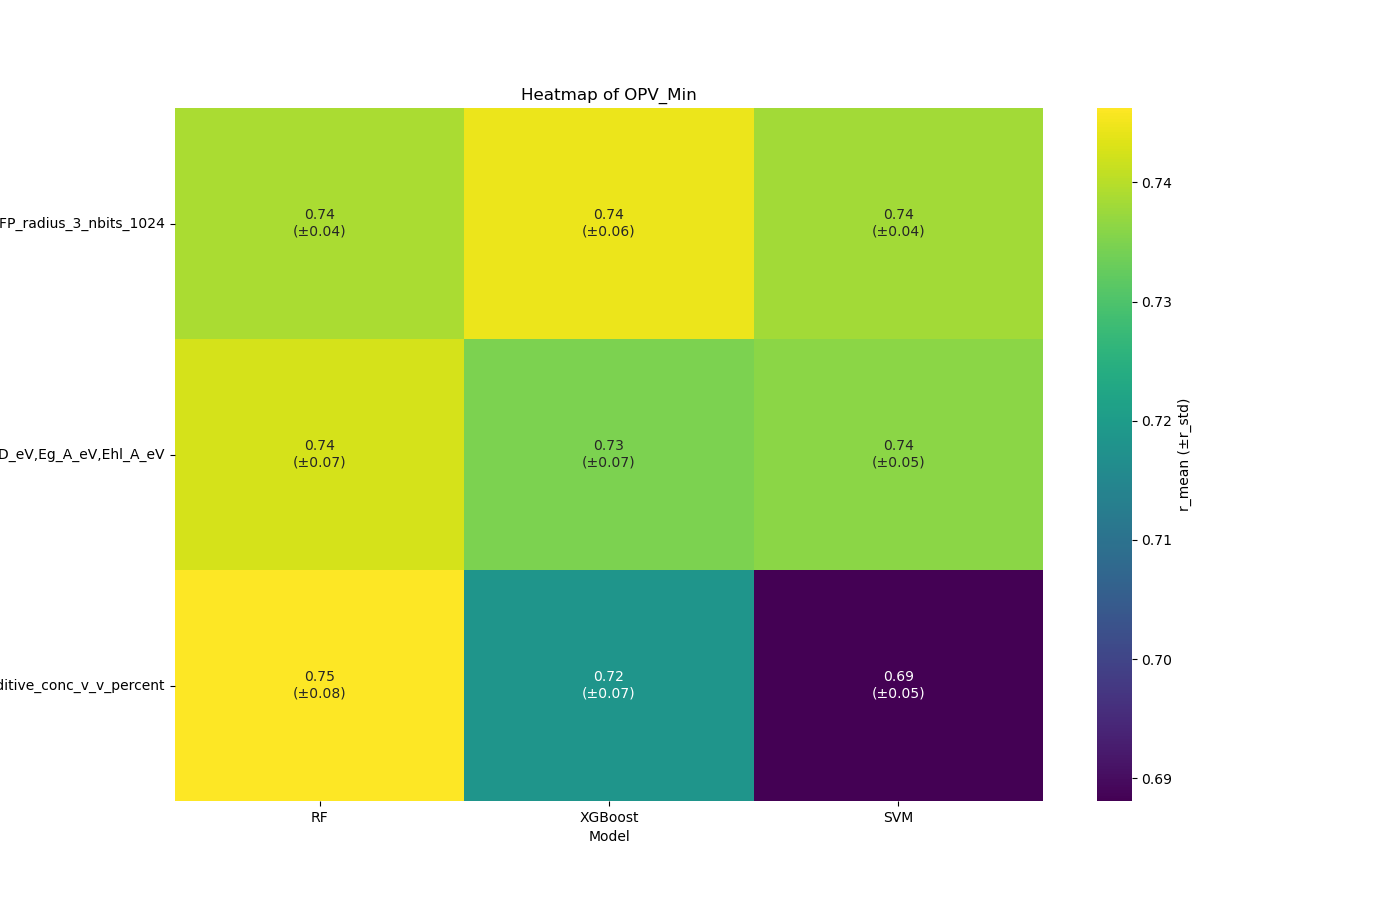 Heatmap of OPV_Min
FP_radius_3_nbits_1024
0.74
(±0.04)
0.74
(±0.06)
0.74
(±0.04)
D_eV,Eg_A_eV,Ehl_A_eV
0.74
(±0.07)
0.73
(±0.07)
0.74
(±0.05)
ditive_conc_v_v_percent
0.75
(±0.08)
0.72
(±0.07)
0.69
(±0.05)
RF
XGBoost
SVM
Model
0.74
0.73
0.72
0.71
0.70
0.69
r_mean (±r_std)